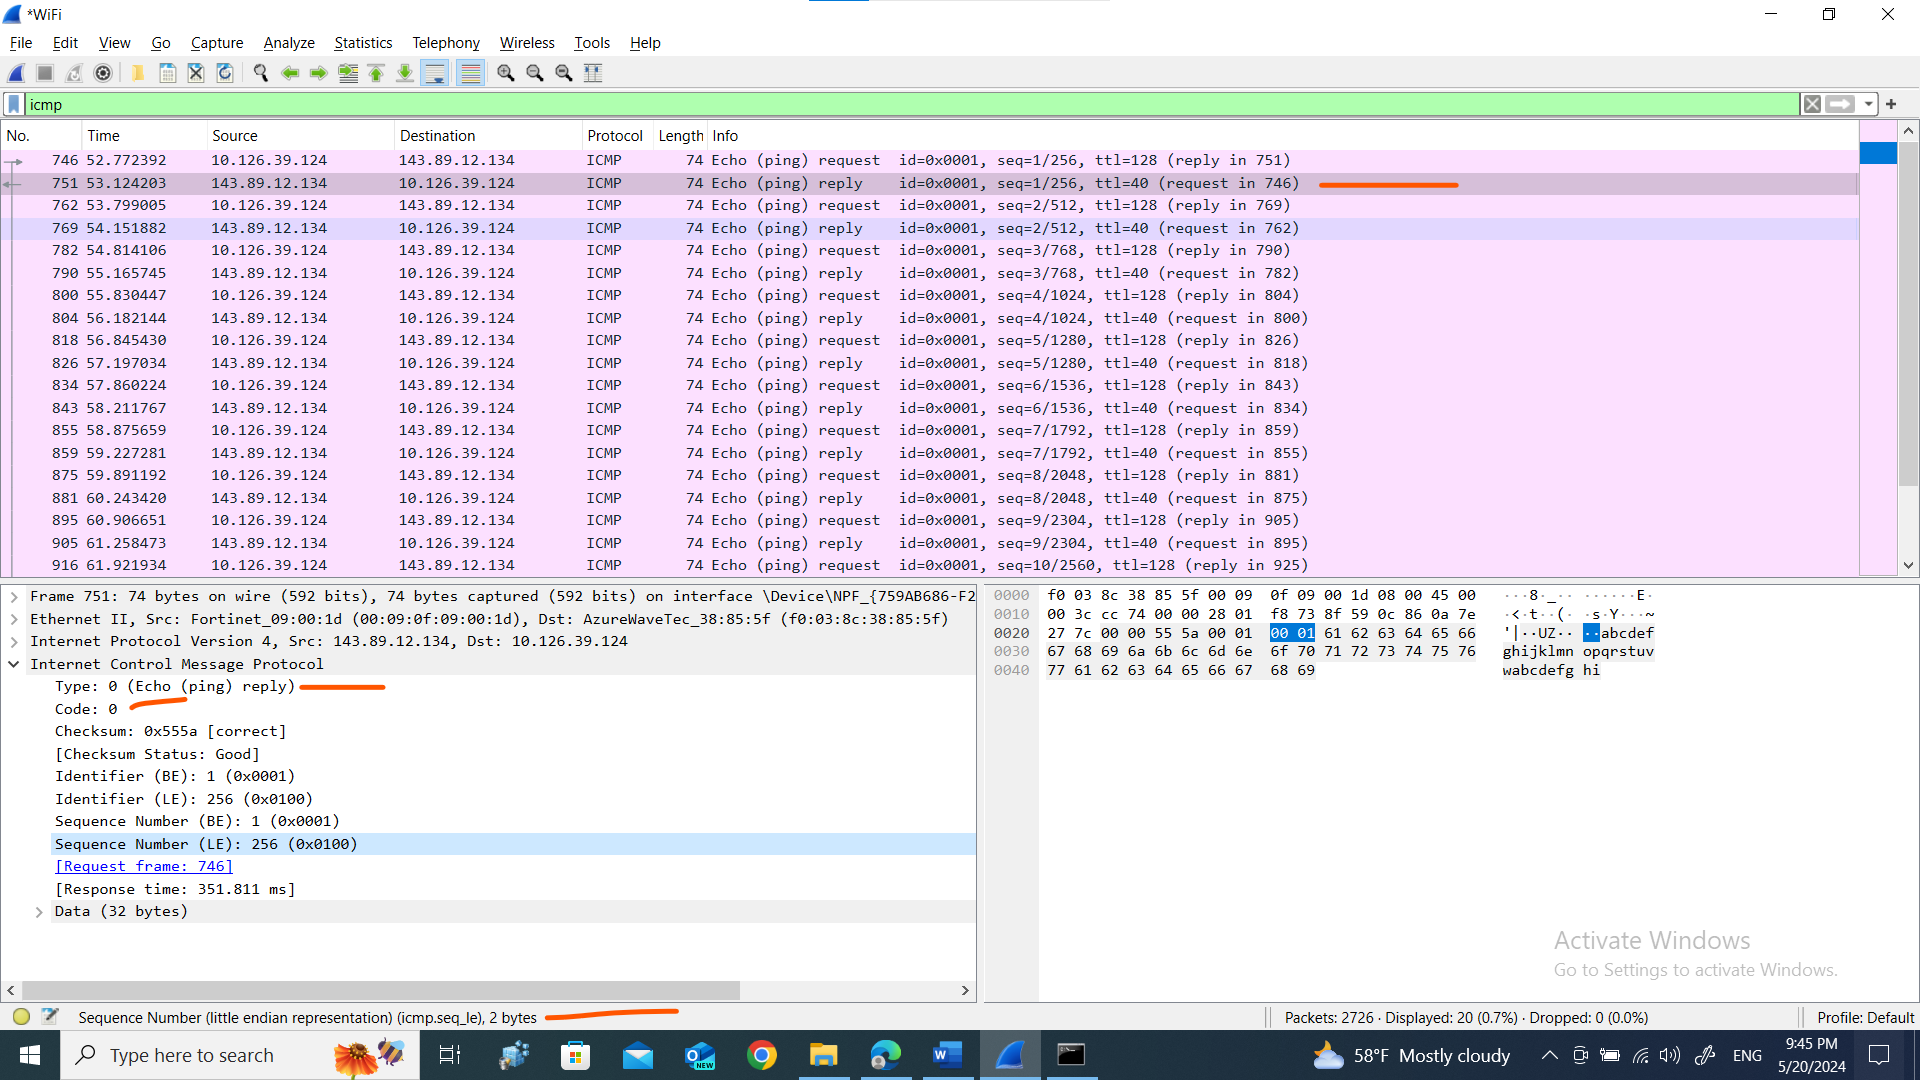 *WiFi
File Edit View Go Capture Analyze Statistics Telephony Wireless Tools Help
icmp
No. Time Source Destination Protocol Length Info
746 52.772392 10.126.39.124 143.89.12.134 ICMP 74 Echo (ping) request id=0x0001, seq=1/256, ttl=128 (reply in 751)
751 53.124203 143.89.12.134 10.126.39.124 ICMP 74 Echo (ping) reply id=0x0001, seq=1/256, ttl=40 (request in 746)
762 53.799005 10.126.39.124 143.89.12.134 ICMP 74 Echo (ping) request id=0x0001, seq=2/512, ttl=128 (reply in 769)
769 54.151882 143.89.12.134 10.126.39.124 ICMP 74 Echo (ping) reply id=0x0001, seq=2/512, ttl=40 (request in 762)
782 54.814106 10.126.39.124 143.89.12.134 ICMP 74 Echo (ping) request id=0x0001, seq=3/768, ttl=128 (reply in 790)
790 55.165745 143.89.12.134 10.126.39.124 ICMP 74 Echo (ping) reply id=0x0001, seq=3/768, ttl=40 (request in 782)
800 55.830447 10.126.39.124 143.89.12.134 ICMP 74 Echo (ping) request id=0x0001, seq=4/1024, ttl=128 (reply in 804)
804 56.182144 143.89.12.134 10.126.39.124 ICMP 74 Echo (ping) reply id=0x0001, seq=4/1024, ttl=40 (request in 800)
818 56.845430 10.126.39.124 143.89.12.134 ICMP 74 Echo (ping) request id=0x0001, seq=5/1280, ttl=128 (reply in 826)
826 57.197034 143.89.12.134 10.126.39.124 ICMP 74 Echo (ping) reply id=0x0001, seq=5/1280, ttl=40 (request in 818)
834 57.860224 10.126.39.124 143.89.12.134 ICMP 74 Echo (ping) request id=0x0001, seq=6/1536, ttl=128 (reply in 843)
843 58.211767 143.89.12.134 10.126.39.124 ICMP 74 Echo (ping) reply id=0x0001, seq=6/1536, ttl=40 (request in 834)
855 58.875659 10.126.39.124 143.89.12.134 ICMP 74 Echo (ping) request id=0x0001, seq=7/1792, ttl=128 (reply in 859)
859 59.227281 143.89.12.134 10.126.39.124 ICMP 74 Echo (ping) reply id=0x0001, seq=7/1792, ttl=40 (request in 855)
875 59.891192 10.126.39.124 143.89.12.134 ICMP 74 Echo (ping) request id=0x0001, seq=8/2048, ttl=128 (reply in 881)
881 60.243420 143.89.12.134 10.126.39.124 ICMP 74 Echo (ping) reply id=0x0001, seq=8/2048, ttl=40 (request in 875)
895 60.906651 10.126.39.124 143.89.12.134 ICMP 74 Echo (ping) request id=0x0001, seq=9/2304, ttl=128 (reply in 905)
905 61.258473 143.89.12.134 10.126.39.124 ICMP 74 Echo (ping) reply id=0x0001, seq=9/2304, ttl=40 (request in 895)
916 61.921934 10.126.39.124 143.89.12.134 ICMP 74 Echo (ping) request id=0x0001, seq=10/2560, ttl=128 (reply in 925)
Frame 751: 74 bytes on wire (592 bits), 74 bytes captured (592 bits) on interface \Device\NPF_{759AB686-F2
Ethernet II, Src: Fortinet_09:00:1d (00:09:0f:09:00:1d), Dst: AzureWaveTec_38:85:5f (f0:03:8c:38:85:5f)
Internet Protocol Version 4, Src: 143.89.12.134, Dst: 10.126.39.124
Internet Control Message Protocol
Type: 0 (Echo (ping) reply)
Code: 0
Checksum: 0x555a [correct]
[Checksum Status: Good]
Identifier (BE): 1 (0x0001)
Identifier (LE): 256 (0x0100)
Sequence Number (BE): 1 (0x0001)
Sequence Number (LE): 256 (0x0100)
[Request frame: 746]
[Response time: 351.811 ms]
Data (32 bytes)
0000 f0 03 8c 38 85 5f 00 09 0f 09 00 1d 08 00 45 00 ···8·_·· ······E·
0010 00 3c cc 74 00 00 28 01 f8 73 8f 59 0c 86 0a 7e ·<·t··(· ·s·Y···~
0020 27 7c 00 00 55 5a 00 01 00 01 61 62 63 64 65 66 '|··UZ·· ··abcdef
0030 67 68 69 6a 6b 6c 6d 6e 6f 70 71 72 73 74 75 76 ghijklmn opqrstuv
0040 77 61 62 63 64 65 66 67 68 69 wabcdefg hi
Activate Windows
Go to Settings to activate Windows.
Sequence Number (little endian representation) (icmp.seq_le), 2 bytes
Packets: 2726 · Displayed: 20 (0.7%) · Dropped: 0 (0.0%)
Profile: Default
Type here to search
NEW
58°F Mostly cloudy
ENG
9:45 PM
5/20/2024